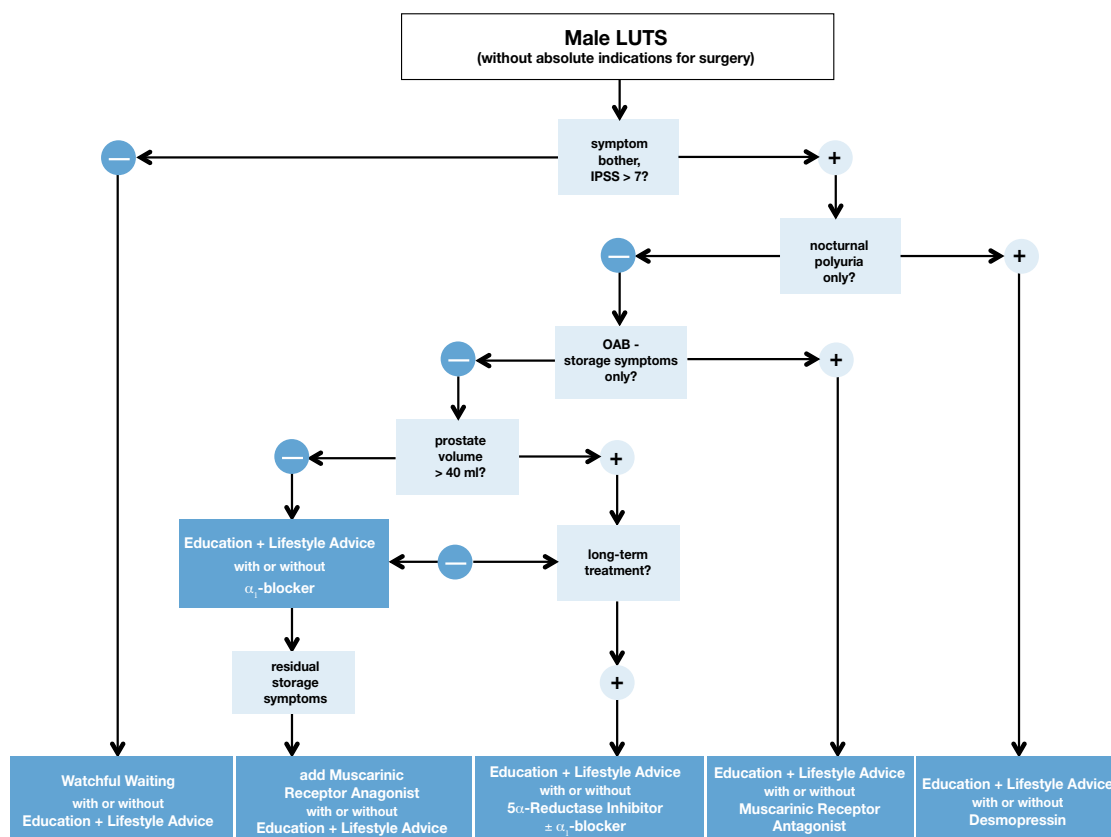 Male LUTS
(without absolute indications for surgery)
symptom
bother,
IPSS > 7?
—
+
nocturnal
polyuria
only?
—
+
OAB -
storage symptoms
only?
—
+
prostate
volume
> 40 ml?
—
+
Education + Lifestyle Advice
with or without
α₁-blocker
—
long-term
treatment?
residual
storage
symptoms
+
Watchful Waiting
with or without
Education + Lifestyle Advice
add Muscarinic
Receptor Anagonist
with or without
Education + Lifestyle Advice
Education + Lifestyle Advice
with or without
5α-Reductase Inhibitor
± α₁-blocker
Education + Lifestyle Advice
with or without
Muscarinic Receptor
Antagonist
Education + Lifestyle Advice
with or without
Desmopressin